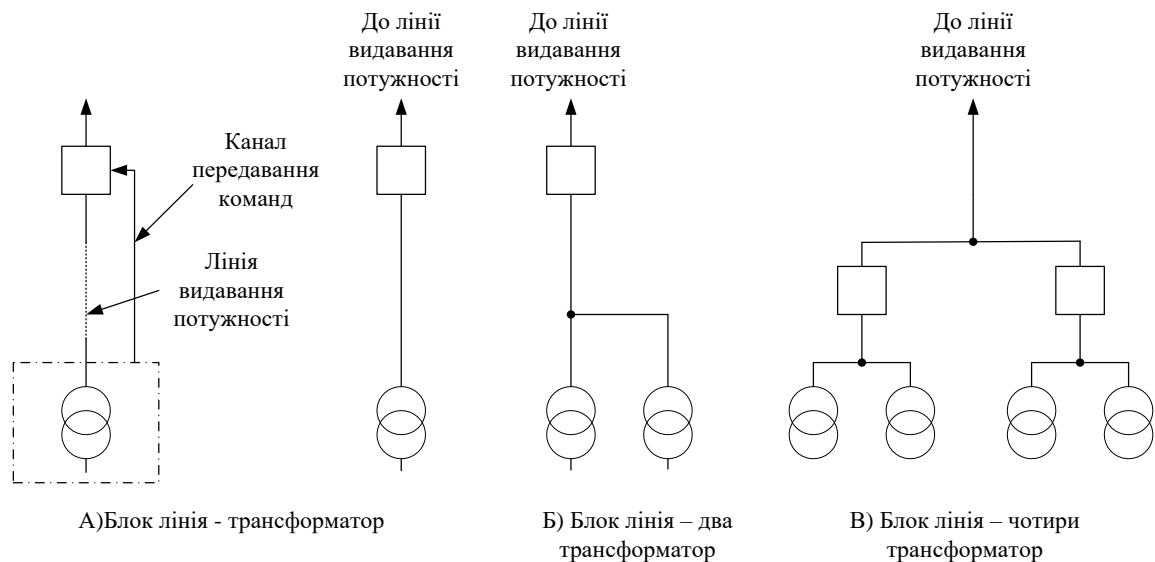 До лінії
видавання
потужності
До лінії
видавання
потужності
До лінії
видавання
потужності
Канал
передавання
команд
Лінія
видавання
потужності
А)Блок лінія - трансформатор
Б) Блок лінія – два
трансформатор
В) Блок лінія – чотири
трансформатор